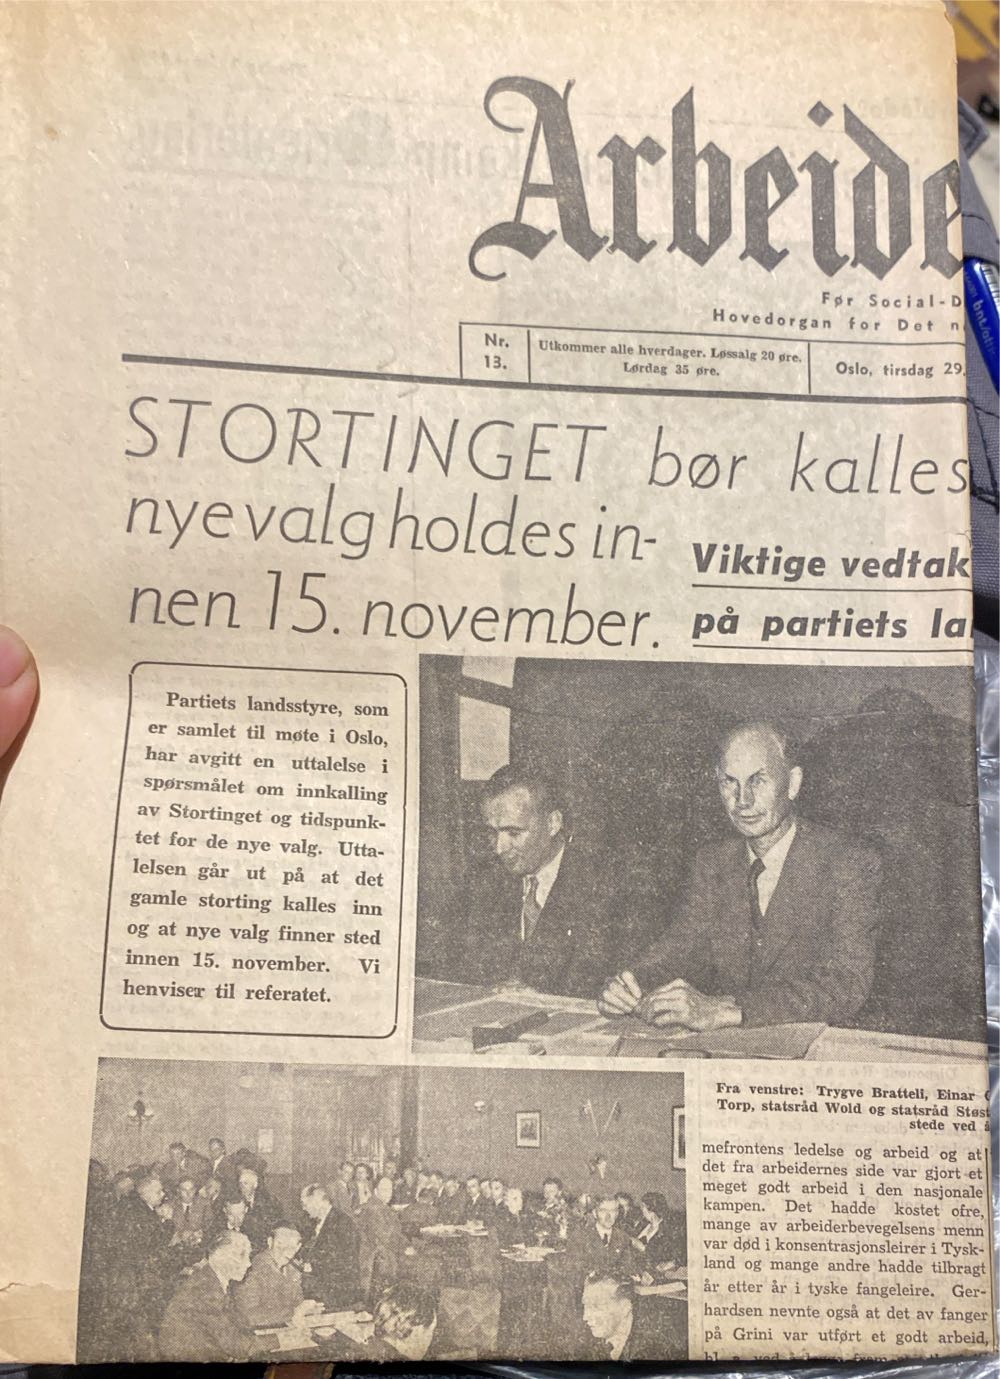 Arbeide
Før Social-D
Hovedorgan for Det n
Nr.
13.
Utkommer alle hverdager. Løssalg 20 øre.
Lørdag 35 øre.
Oslo, tirsdag 29.
STORTINGET bør kalles
nye valg holdes in-
nen 15. november.
Viktige vedtak
på partiets la
Partiets landsstyre, som
er samlet til møte i Oslo,
har avgitt en uttalelse i
spørsmålet om innkalling
av Stortinget og tidspunk-
tet for de nye valg. Utta-
lelsen går ut på at det
gamle storting kalles inn
og at nye valg finner sted
innen 15. november. Vi
henviser til referatet.
Fra venstre: Trygve Bratteli, Einar
Torp, statsråd Wold og statsråd Støst
stede ved å
mefrontens ledelse og arbeid og at
det fra arbeidernes side var gjort et
meget godt arbeid i den nasjonale
kampen. Det hadde kostet ofre,
mange av arbeiderbevegelsens menn
var død i konsentrasjonsleirer i Tysk-
land og mange andre hadde tilbragt
år etter år i tyske fangeleire. Ger-
hardsen nevnte også at det av fanger
på Grini var utført et godt arbeid,